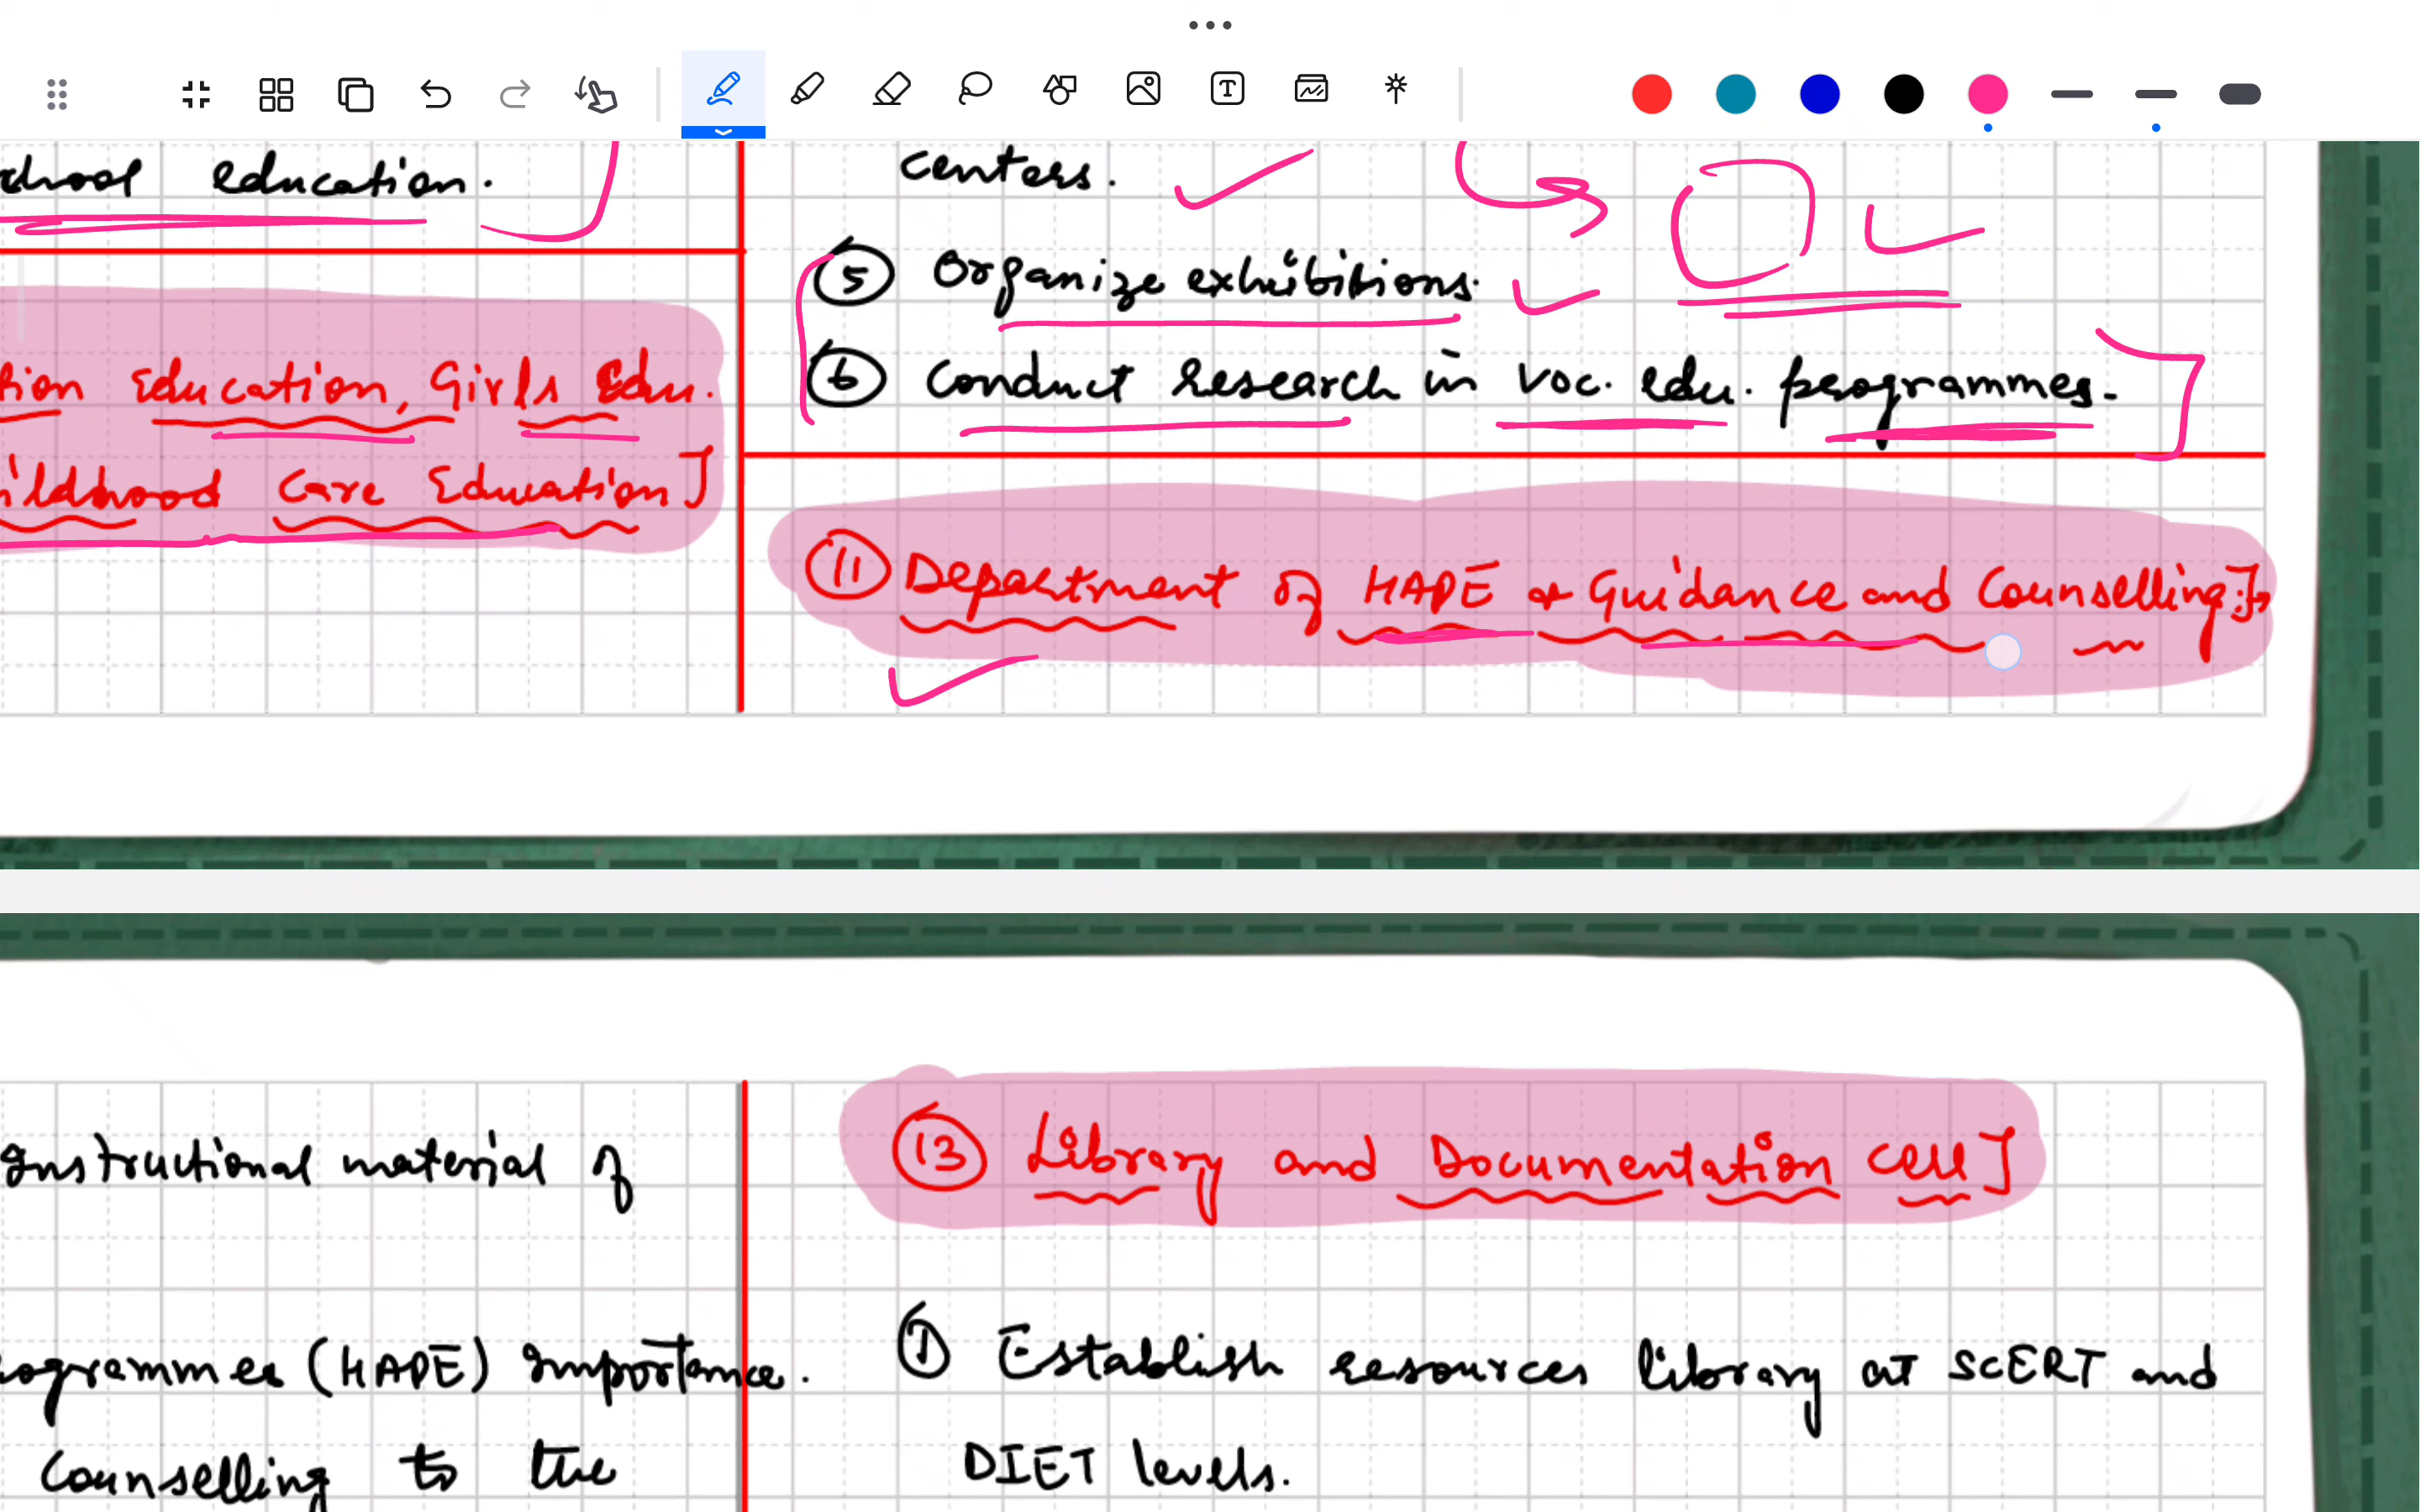 chool education.
tion Education, Girls Edu.
ildhood Care Education]
centers.
⑤ Organize exhibitions.
⑥ Conduct research in voc. edu. programmes.
⑪ Department of HAPE & Guidance and Counselling:]
Instructional material of
ogrammes (HAPE) Importance.
Counselling to the
⑬ Library and Documentation Cell]
① Establish resources library at SCERT and
DIET levels.